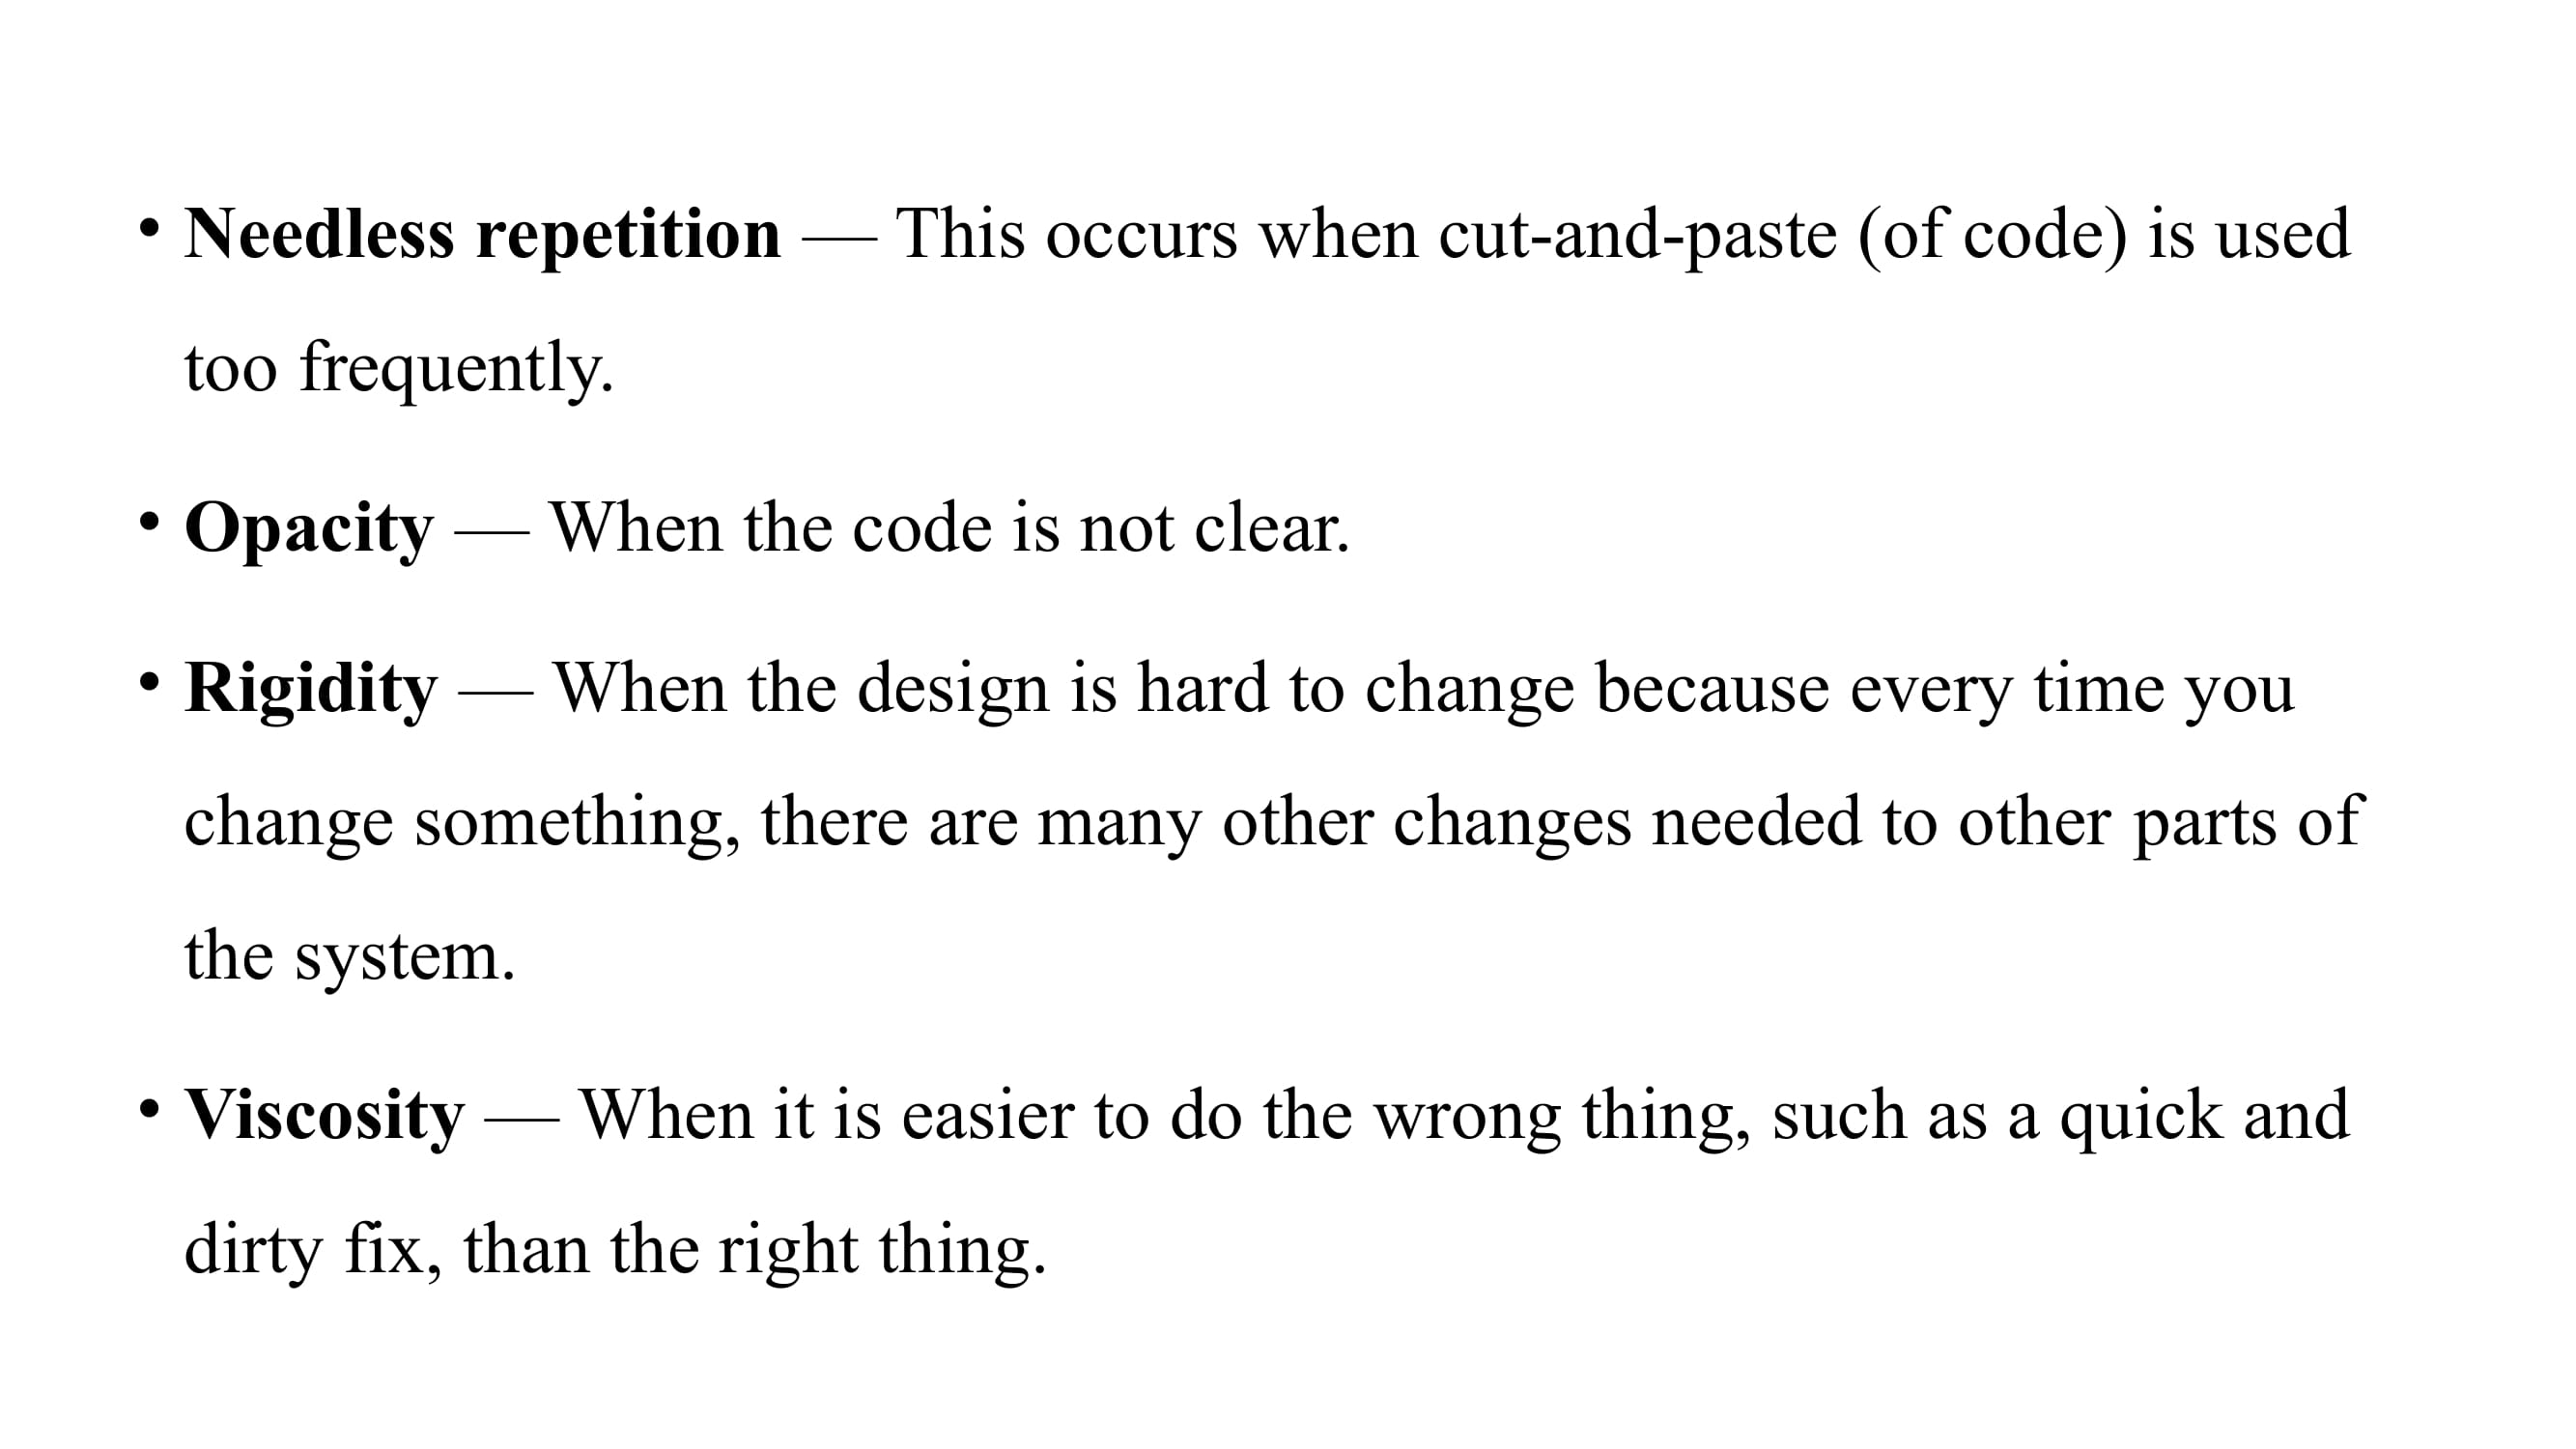 • Needless repetition — This occurs when cut-and-paste (of code) is used
too frequently.
• Opacity — When the code is not clear.
• Rigidity — When the design is hard to change because every time you
change something, there are many other changes needed to other parts of
the system.
• Viscosity — When it is easier to do the wrong thing, such as a quick and
dirty fix, than the right thing.